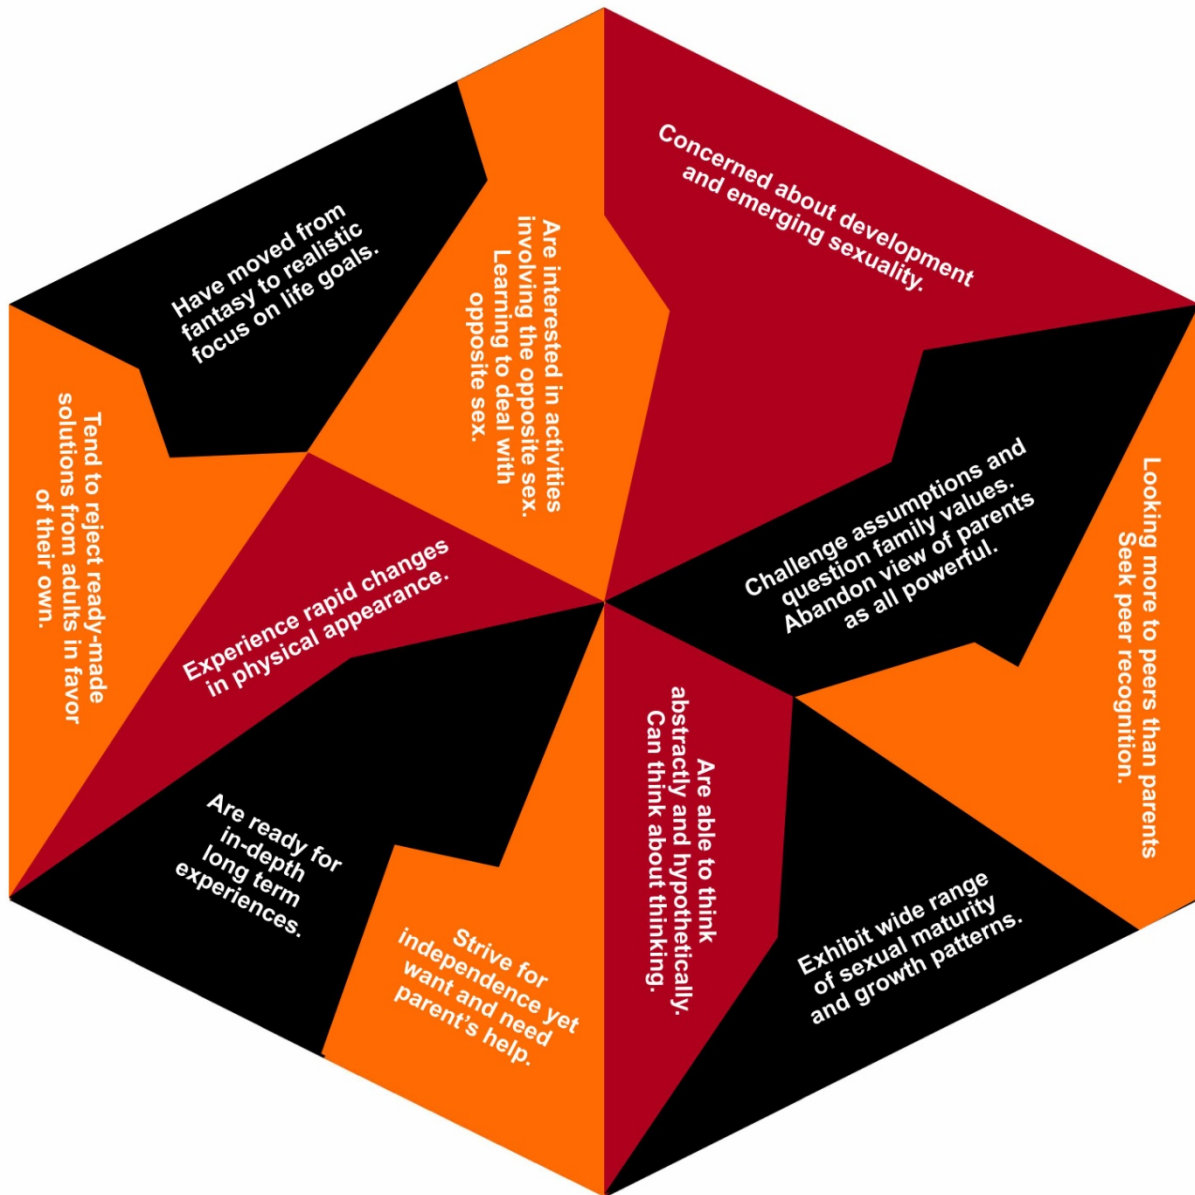 Concerned about development
and emerging sexuality.
Have moved from
fantasy to realistic
focus on life goals.
Are interested in activities
involving the opposite sex.
Learning to deal with
opposite sex.
Tend to reject ready-made
solutions from adults in favor
of their own.
Challenge assumptions and
question family values.
Abandon view of parents
as all powerful.
Looking more to peers than parents
Seek peer recognition.
Experience rapid changes
in physical appearance.
Are able to think
abstractly and hypothetically.
Can think about thinking.
Are ready for
in-depth
long term
experiences.
Strive for
independence yet
want and need
parent's help.
Exhibit wide range
of sexual maturity
and growth patterns.